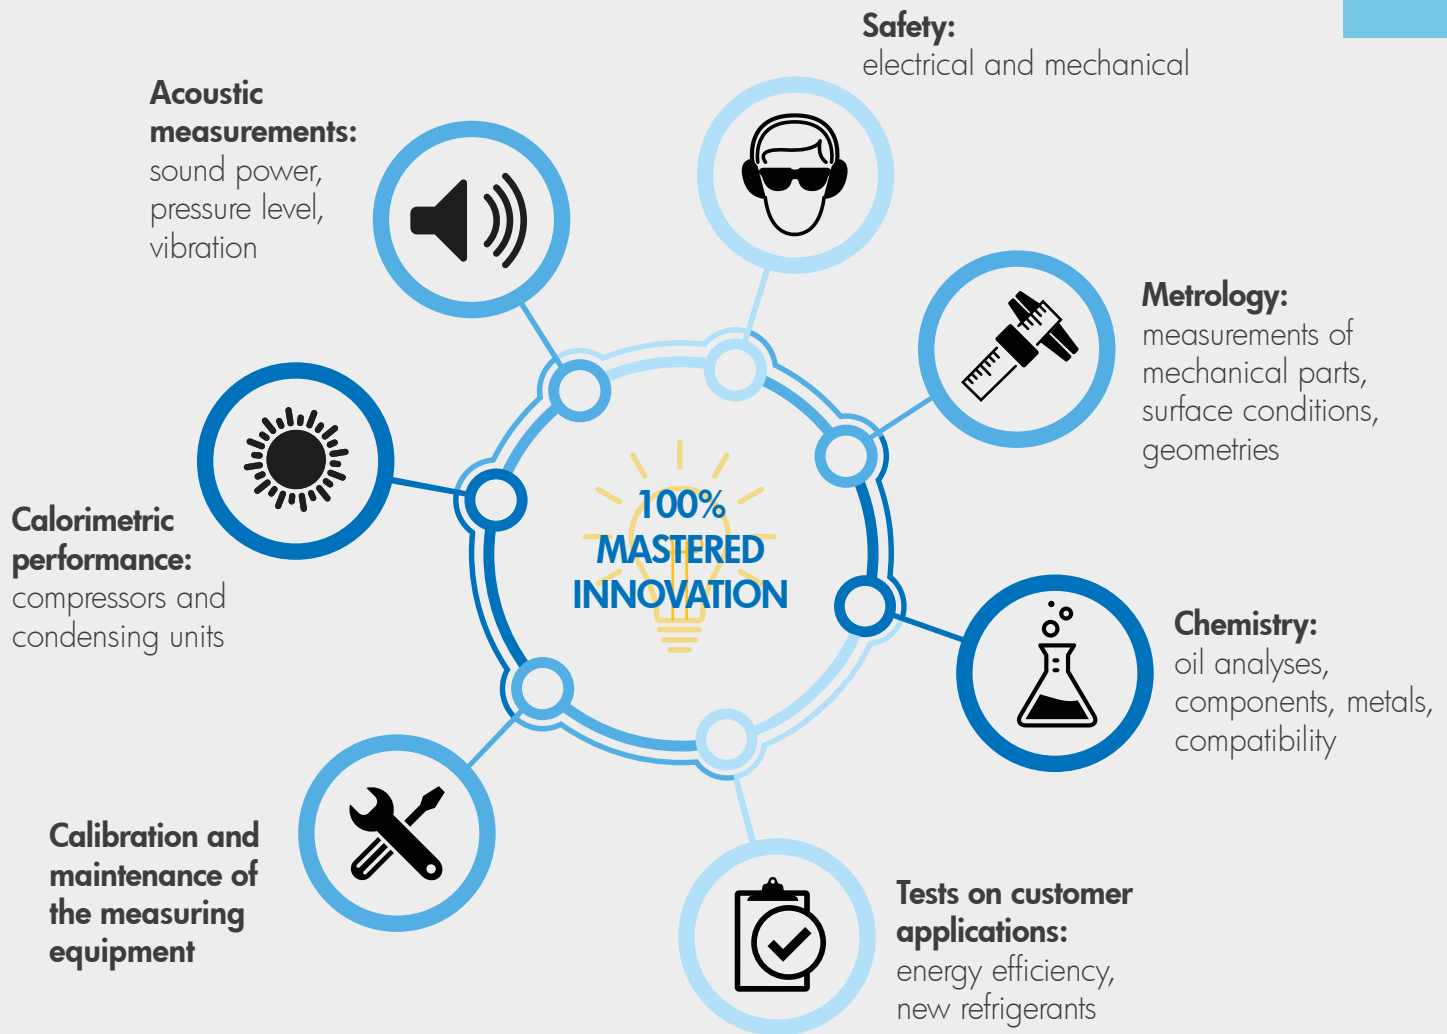 Safety:
electrical and mechanical
Acoustic
measurements:
sound power,
pressure level,
vibration
Metrology:
measurements of
mechanical parts,
surface conditions,
geometries
100%
MASTERED
INNOVATION
Calorimetric
performance:
compressors and
condensing units
Chemistry:
oil analyses,
components, metals,
compatibility
Calibration and
maintenance of
the measuring
equipment
Tests on customer
applications:
energy efficiency,
new refrigerants